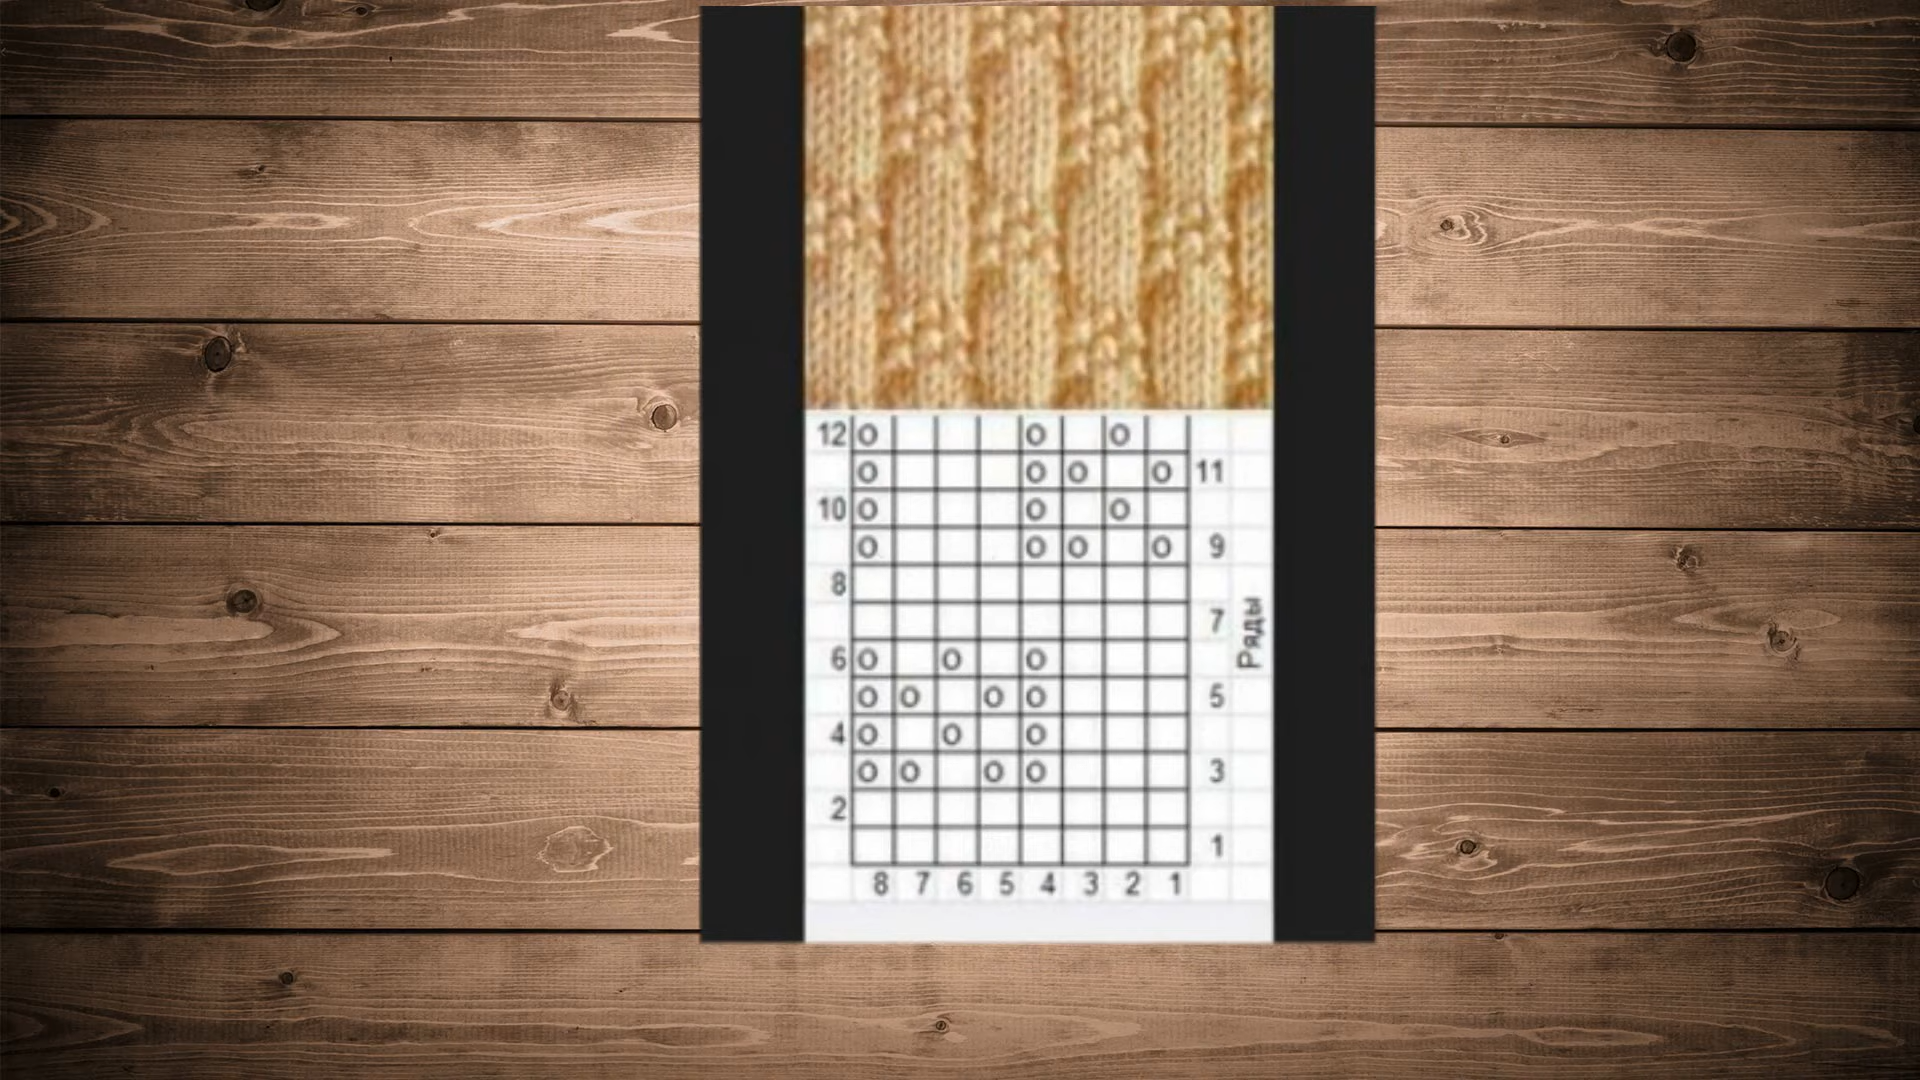 12 O O O
O O O O 11
10 O O O
O O O O 9
8
7
6 O O O
O O O O 5
4 O O O
O O O O 3
2
1
8 7 6 5 4 3 2 1
Ряды